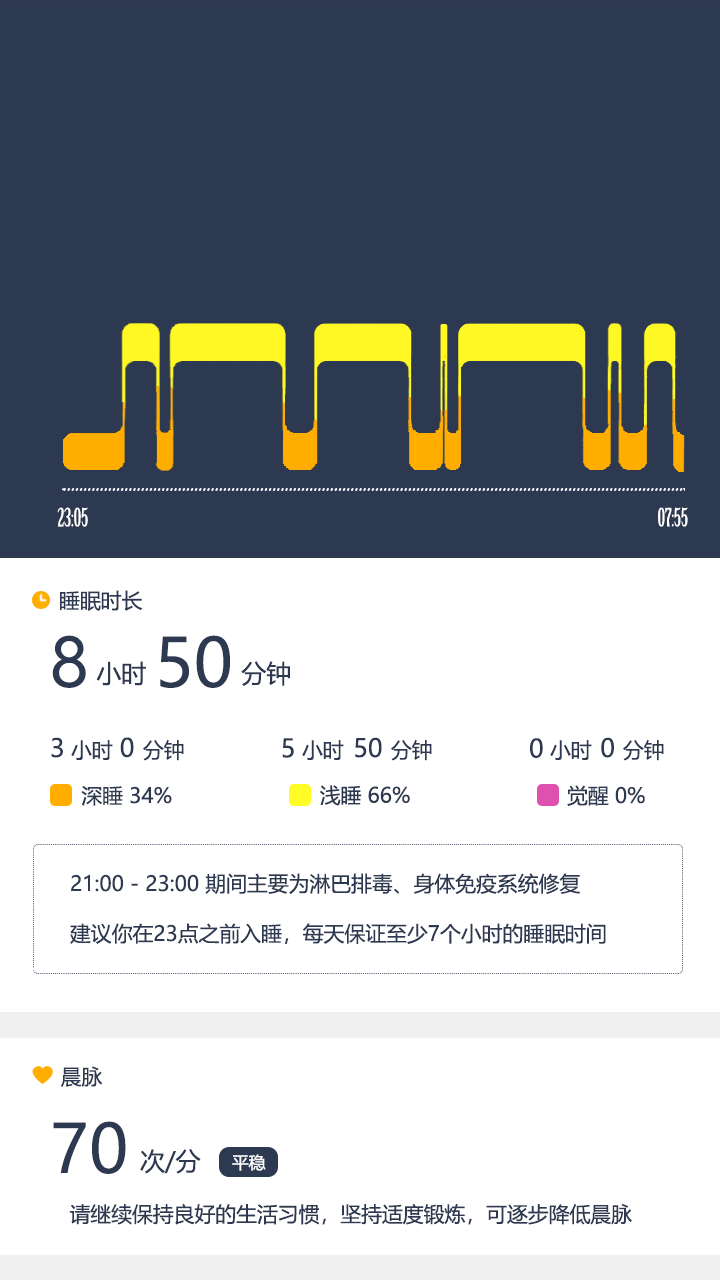 23:05 07:55
睡眠时长
8 小时 50 分钟
3 小时 0 分钟 5 小时 50 分钟 0 小时 0 分钟
深睡 34% 浅睡 66% 觉醒 0%
21:00 - 23:00 期间主要为淋巴排毒、身体免疫系统修复
建议你在23点之前入睡，每天保证至少7个小时的睡眠时间
晨脉
70 次/分 平稳
请继续保持良好的生活习惯，坚持适度锻炼，可逐步降低晨脉